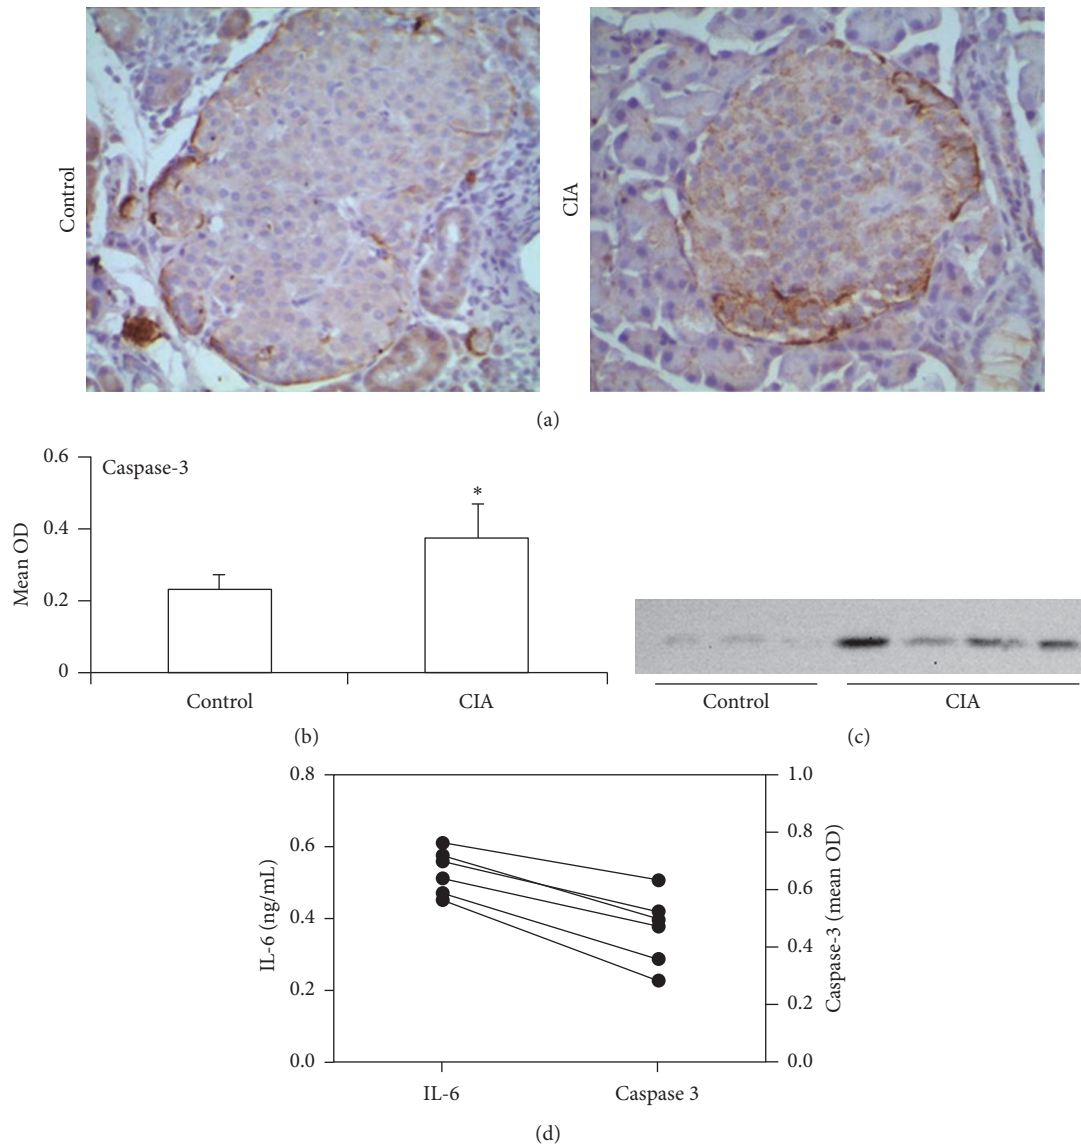 Control
CIA
(a)
Caspase-3
Mean OD
0.6
0.4
0.2
0
Control
CIA
(b)
Control
CIA
(c)
IL-6 (ng/mL)
0.8
0.6
0.4
0.2
0.0
Caspase-3 (mean OD)
1.0
0.8
0.6
0.4
0.2
0.0
IL-6
Caspase 3
(d)
*